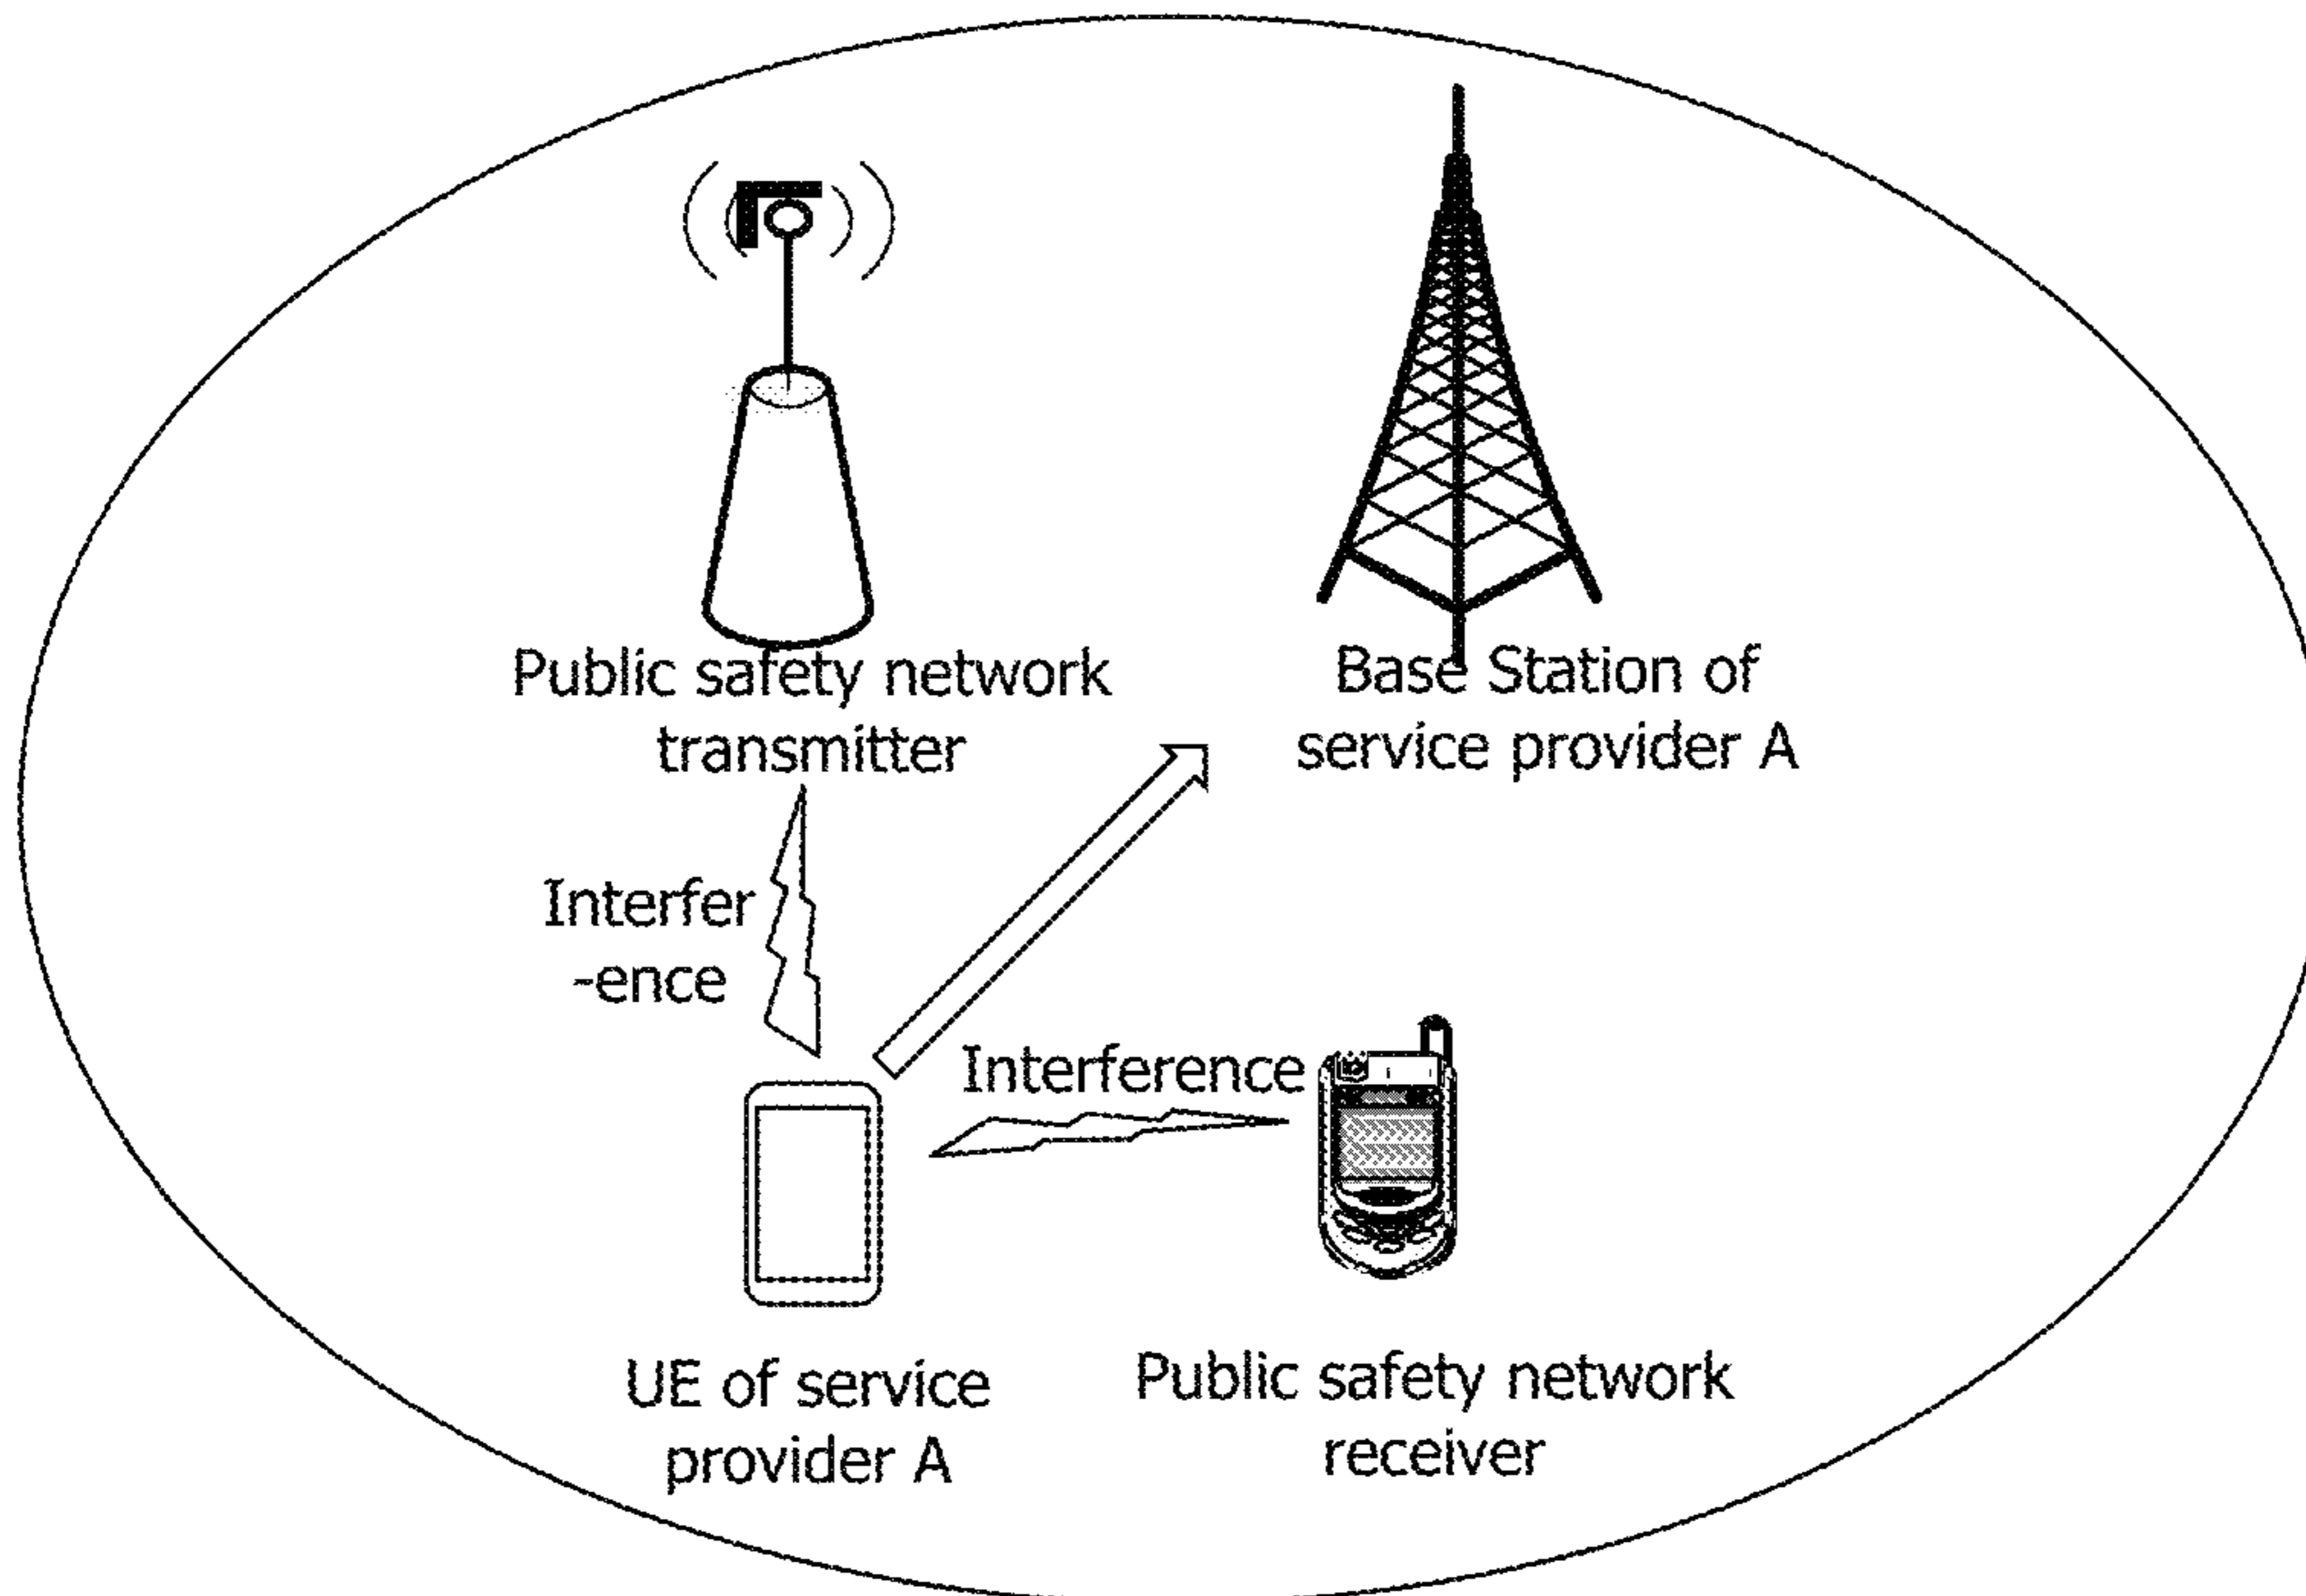 Public safety network
transmitter
Base Station of
service provider A
Interfer
-ence
Interference
UE of service
provider A
Public safety network
receiver